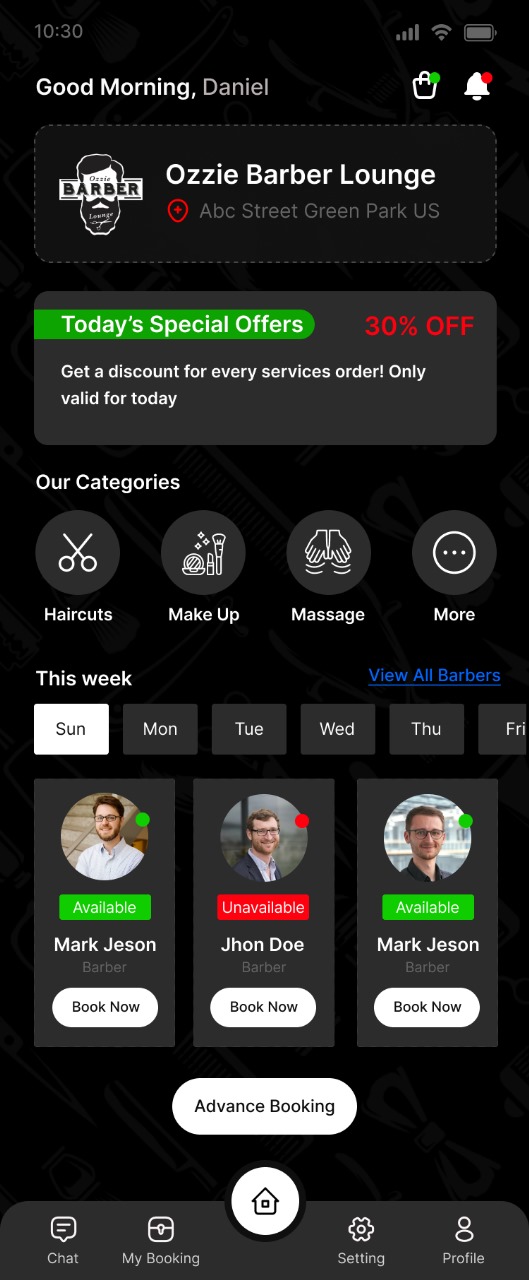 10:30
Good Morning, Daniel
Ozzie
BARBER
Lounge
Ozzie Barber Lounge
Abc Street Green Park US
Today's Special Offers
30% OFF
Get a discount for every services order! Only
valid for today
Our Categories
Haircuts
Make Up
Massage
More
This week
View All Barbers
Sun
Mon
Tue
Wed
Thu
Fri
Available
Unavailable
Available
Mark Jeson
Jhon Doe
Mark Jeson
Barber
Barber
Barber
Book Now
Book Now
Book Now
Advance Booking
Chat
My Booking
Setting
Profile